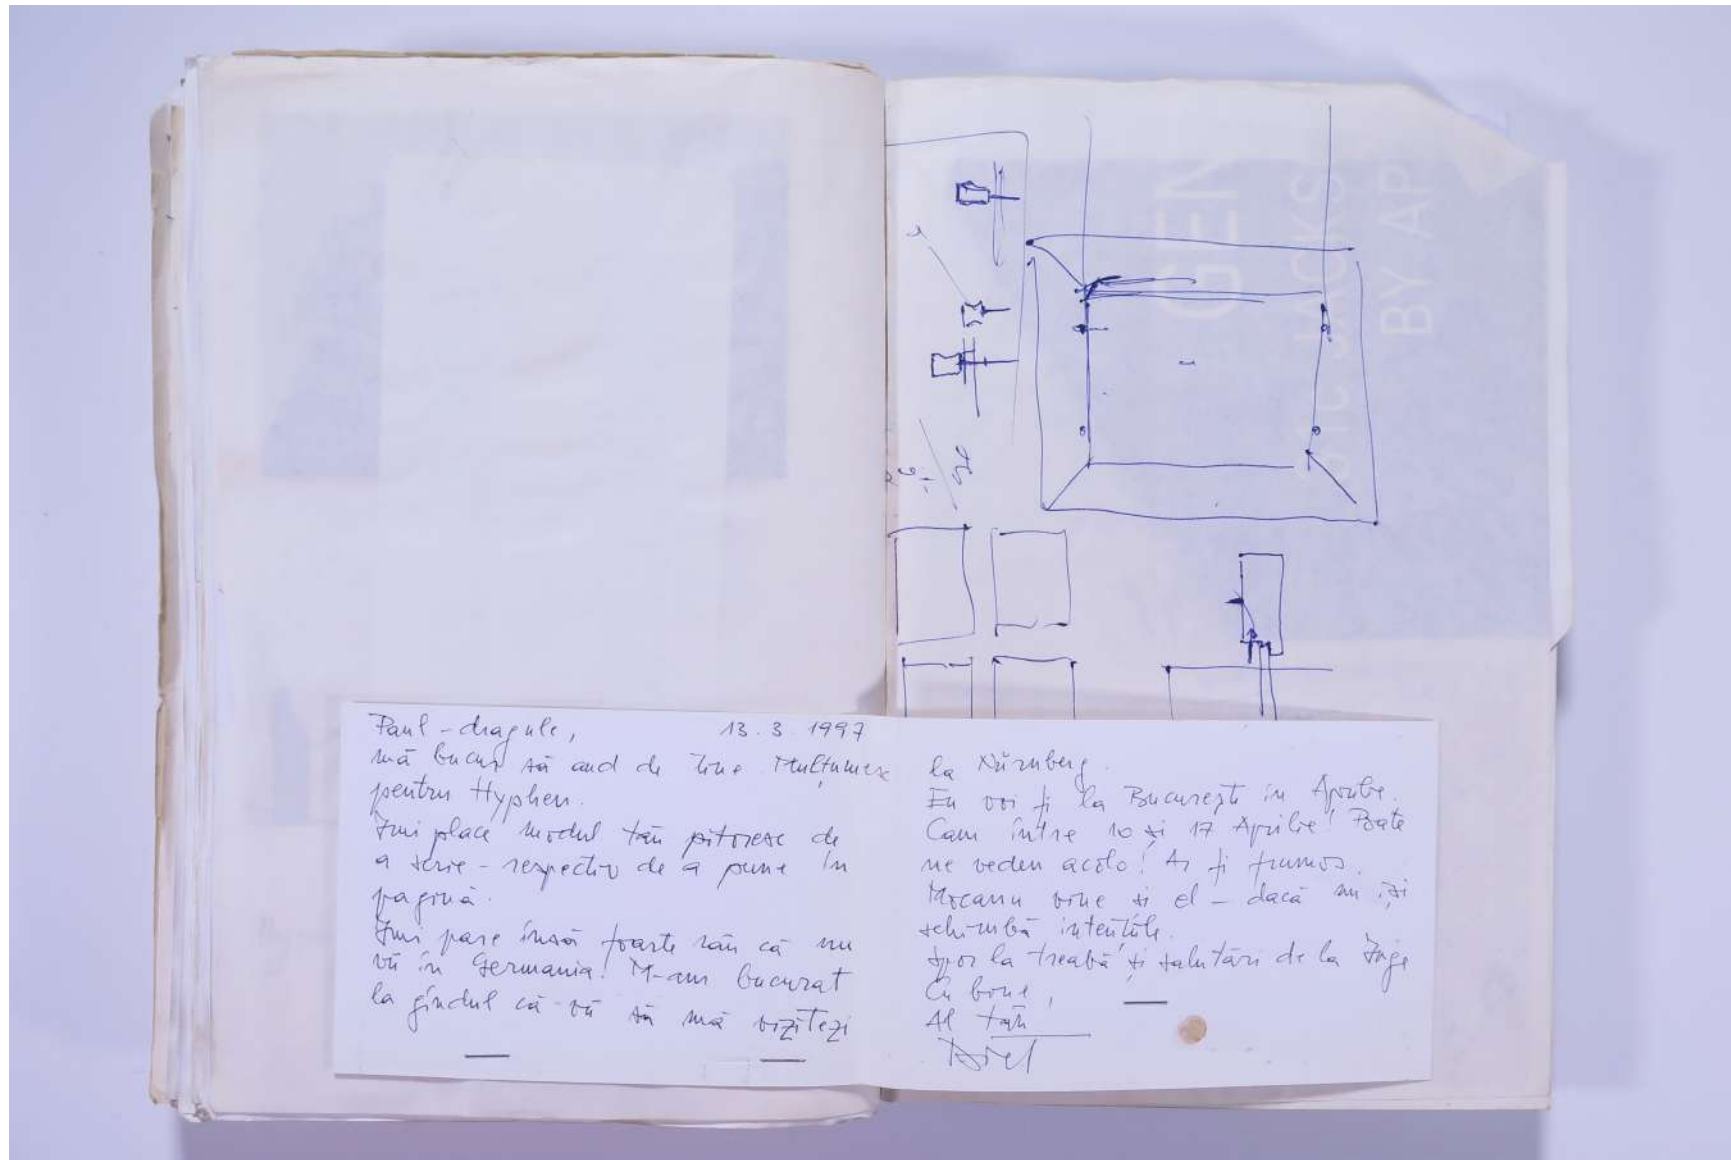 Paul - dragule, 13.3.1997
mă bucur să aud de tine. Mulțumesc
pentru Hyphen.
Îmi place modul tău pitoresc de
a scrie - respectiv de a pune în
pagină.
Îmi pare însă foarte rău că nu
vii în Germania! M-am bucurat
la gîndul că vii să mă vizitezi
la Nürnberg.
Eu voi fi la București în Aprilie.
Cam între 10 și 17 Aprilie! Poate
ne vedem acolo! Ar fi frumos.
Mocanu vine și el - dacă nu își
schimbă intențiile.
Spor la treabă și salutări de la Inge
Cu bine,
Al tău
GEN
JACKS
BY AP